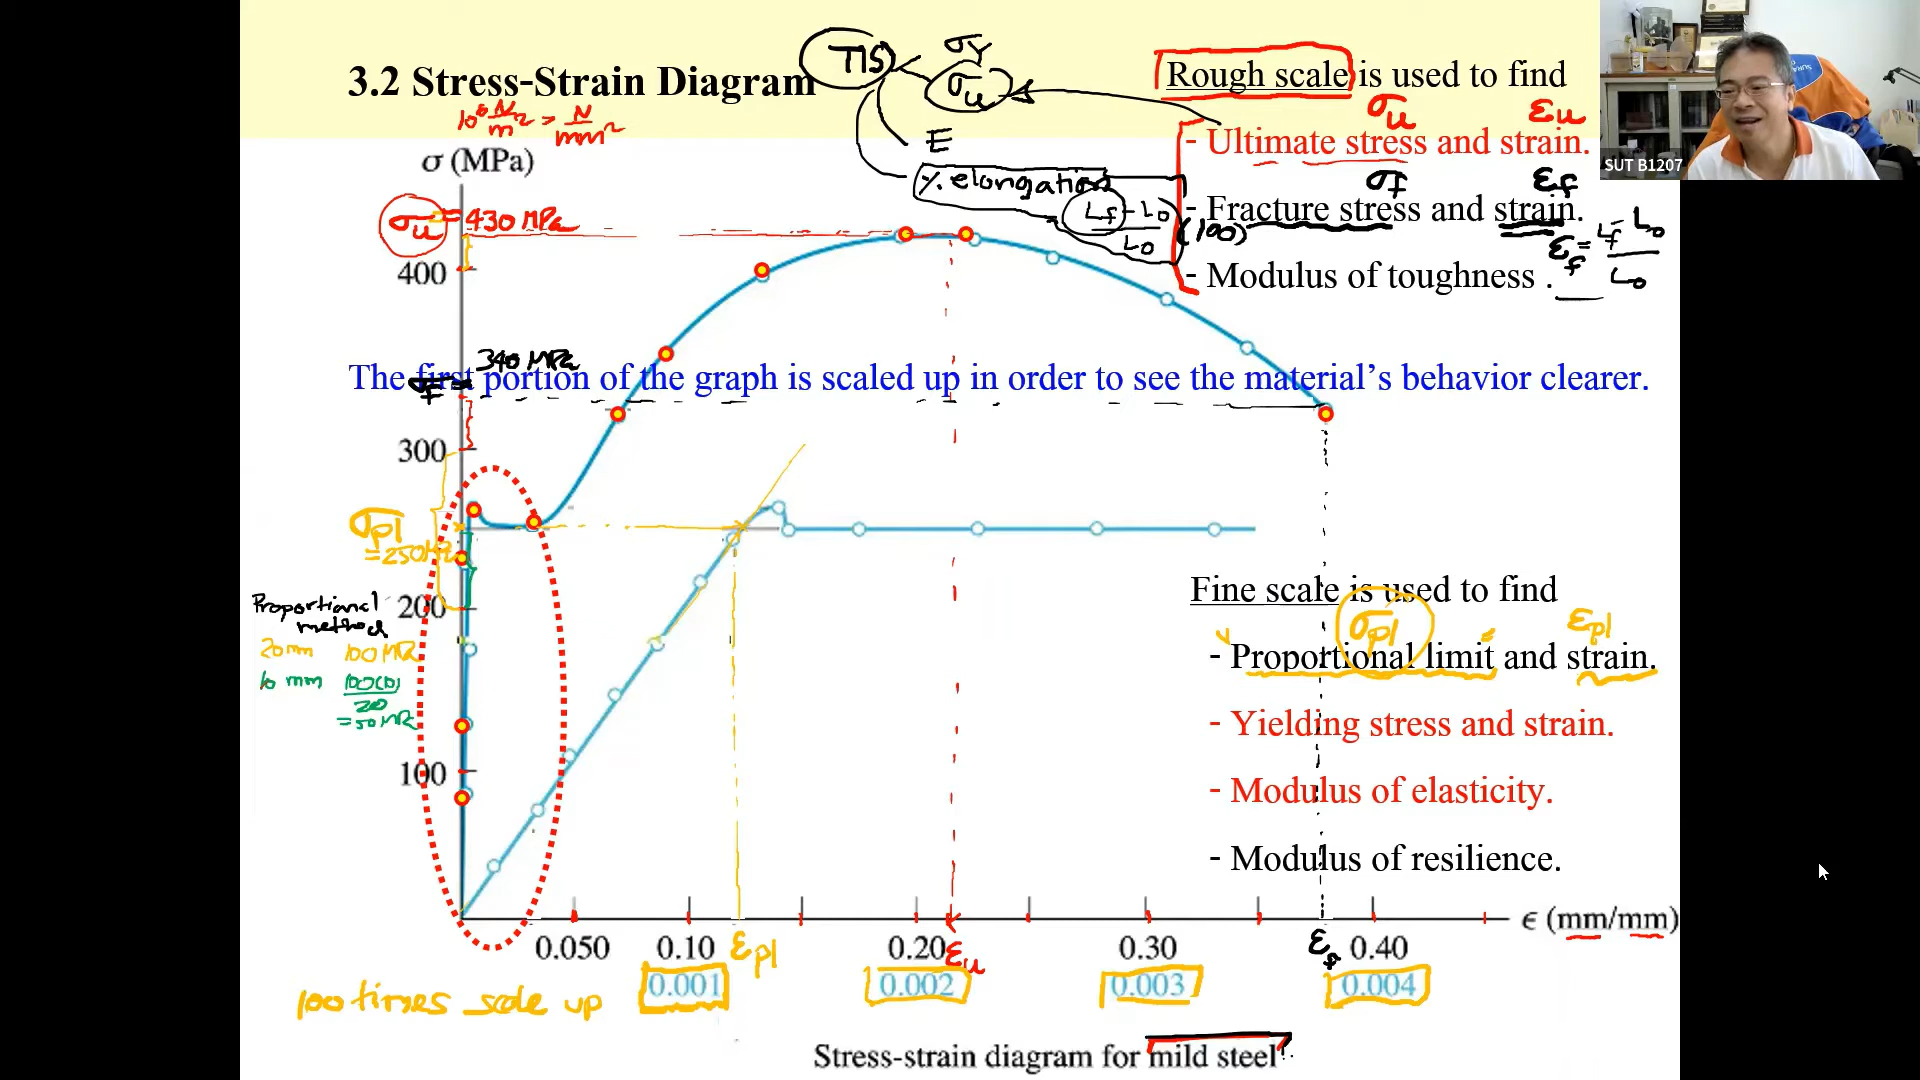 3.2 Stress-Strain Diagram
10⁶ N/m² = N/mm²
TIS
σy
σu
E
% elongation
Lf - L0
L0
(100)
Rough scale is used to find
σu εu
- Ultimate stress and strain.
σf εf
- Fracture stress and strain.
εf = Lf - L0
L0
- Modulus of toughness .
SUT B1207
σ (MPa)
σu = 430 MPa
400
340 MPa
σf
The first portion of the graph is scaled up in order to see the material's behavior clearer.
300
σpl
= 250 MPa
Proportional
method
200
20mm 100 MPa
10 mm 100(10)
20
= 50 MPa
100
Fine scale is used to find
σpl εpl
- Proportional limit and strain.
- Yielding stress and strain.
- Modulus of elasticity.
- Modulus of resilience.
ϵ (mm/mm)
0.050 0.10 εpl 0.20 εu 0.30 εf 0.40
100 times scale up 0.001 0.002 0.003 0.004
Stress-strain diagram for mild steel